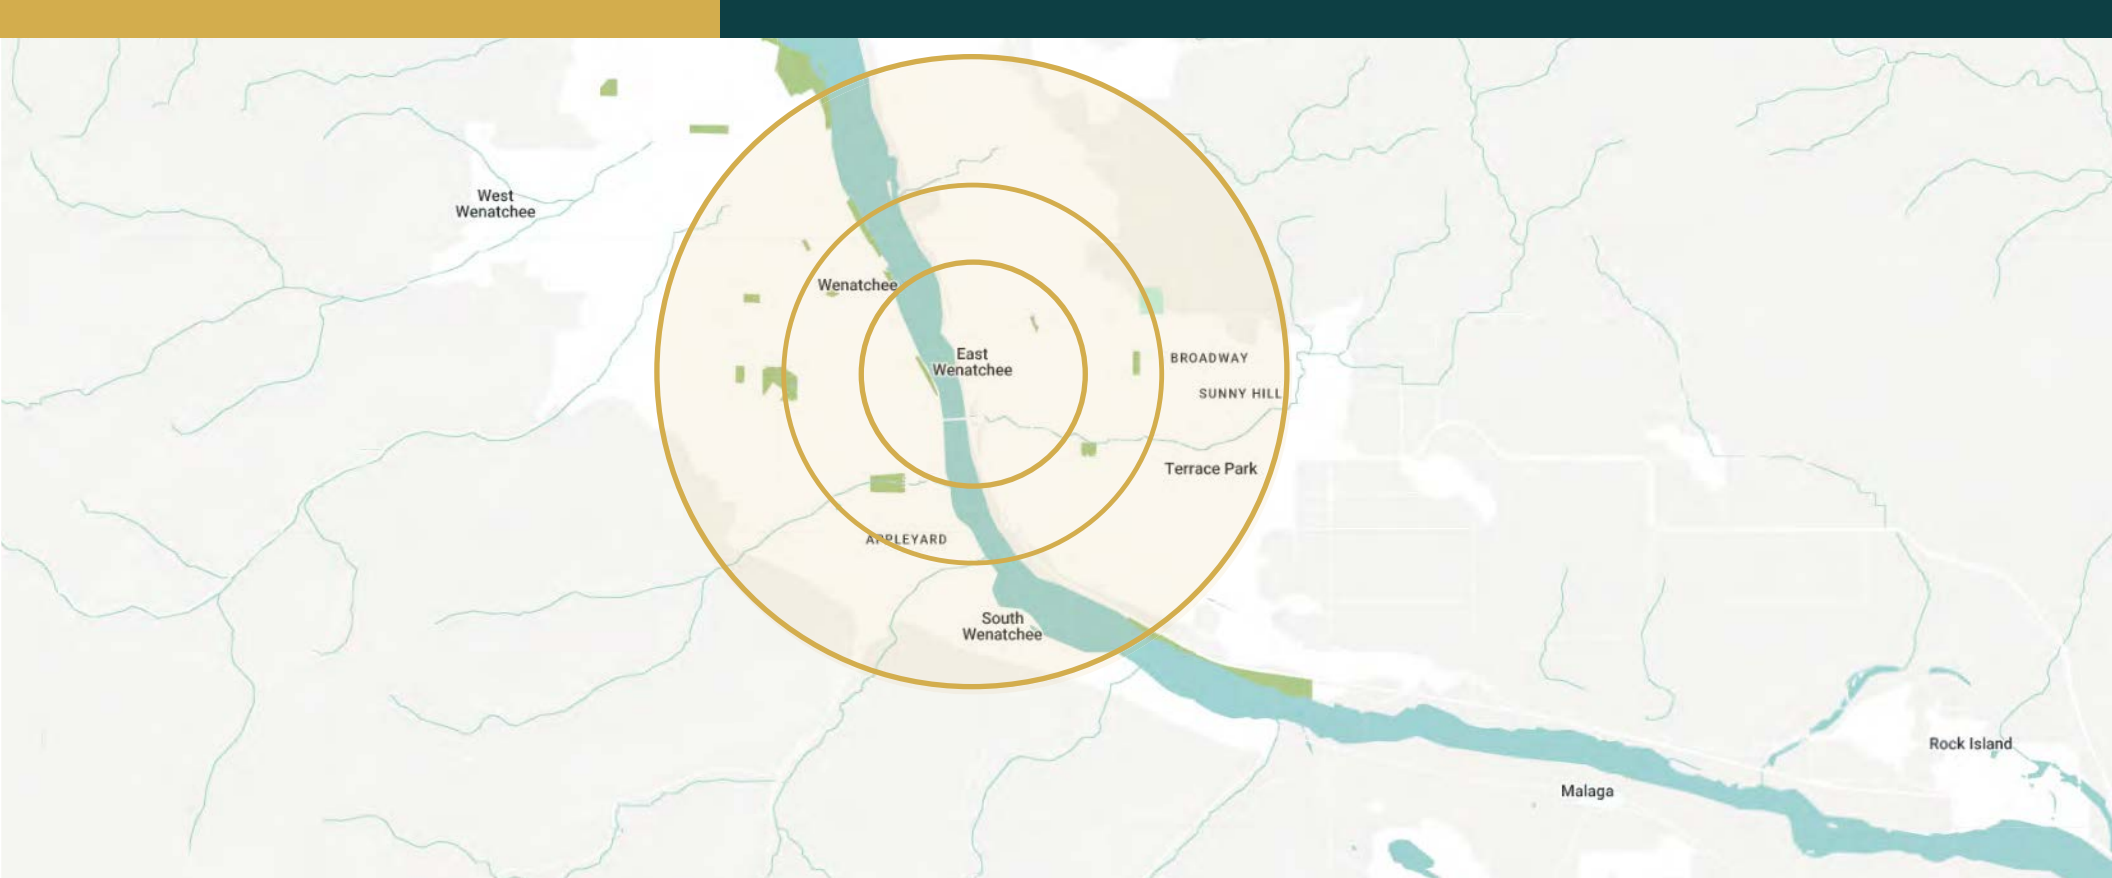 West
Wenatchee
Wenatchee
East
Wenatchee
BROADWAY
SUNNY HILL
Terrace Park
APPLEYARD
South
Wenatchee
Rock Island
Malaga